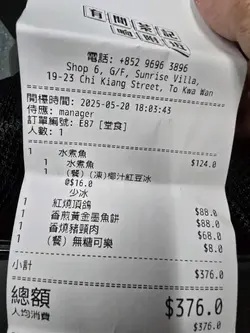 有間茶記
電話: +852 9696 3896
Shop 6, G/F, Sunrise Villa,
19-23 Chi Kiang Street, To Kwa Wan
開檯時間: 2025-05-20 18:03:43
侍應: manager
訂單編號: E87 [堂食]
人數: 1
1 水煮魚 $124.0
1 水煮魚
1 (餐) (凍)椰汁紅豆冰
@$16.0
少冰
1 紅燒頂鴿 $88.0
1 香煎黃金墨魚餅 $88.0
1 香燒豬頸肉 $68.0
1 (餐) 無糖可樂 $8.0
小計 $376.0
總額 $376.0
人均消費 $376.0